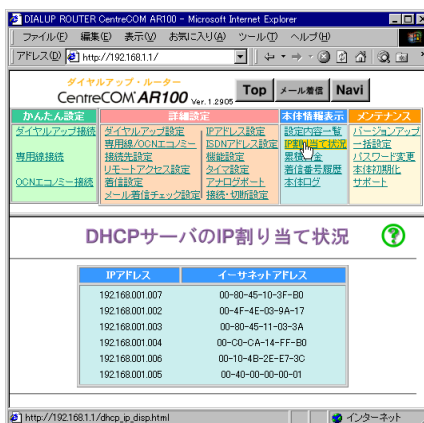 DIALUP ROUTER CentreCOM AR100 - Microsoft Internet Explorer
ファイル(F) 編集(E) 表示(V) お気に入り(A) ツール(T) ヘルプ(H)
アドレス(D) http://192.168.1.1/
ダイヤルアップ・ルーター
CentreCOM AR100 Ver. 1.2905 Top メール着信 Navi
かんたん設定 詳細設定 本体情報表示 メンテナンス
ダイヤルアップ接続 ダイヤルアップ設定 IPアドレス設定 設定内容一覧 バージョンアップ
専用線/OCNエコノミー ISDNアドレス設定 IP割り当て状況 一括設定
専用線接続 接続先設定 機能設定 累積料金 パスワード変更
リモートアクセス設定 タイマ設定 着信番号履歴 本体初期化
OCNエコノミー接続 着信設定 アナログポート 本体ログ サポート
メール着信チェック設定 接続・切断設定
DHCPサーバのIP割り当て状況 ?
IPアドレス イーサネットアドレス
192.168.001.007 00-80-45-10-3F-B0
192.168.001.002 00-4F-4E-03-9A-17
192.168.001.003 00-80-45-11-03-3A
192.168.001.004 00-C0-CA-14-FF-B0
192.168.001.006 00-10-4B-2E-E7-3C
192.168.001.005 00-40-00-00-00-01
http://192.168.1.1/dhcp_ip_disp.html インターネット